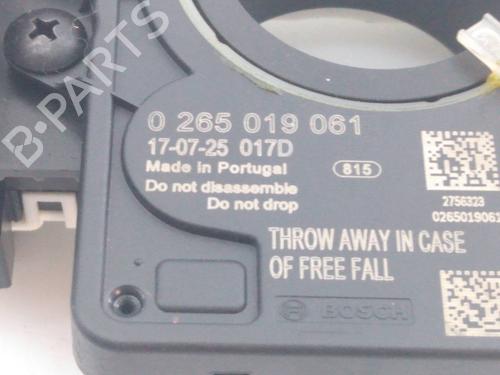 B-PARTS
0 265 019 061
17-07-25 017D
Made in Portugal
815
Do not disassemble
Do not drop
2756323
0265019061
THROW AWAY IN CASE
OF FREE FALL
BOSCH